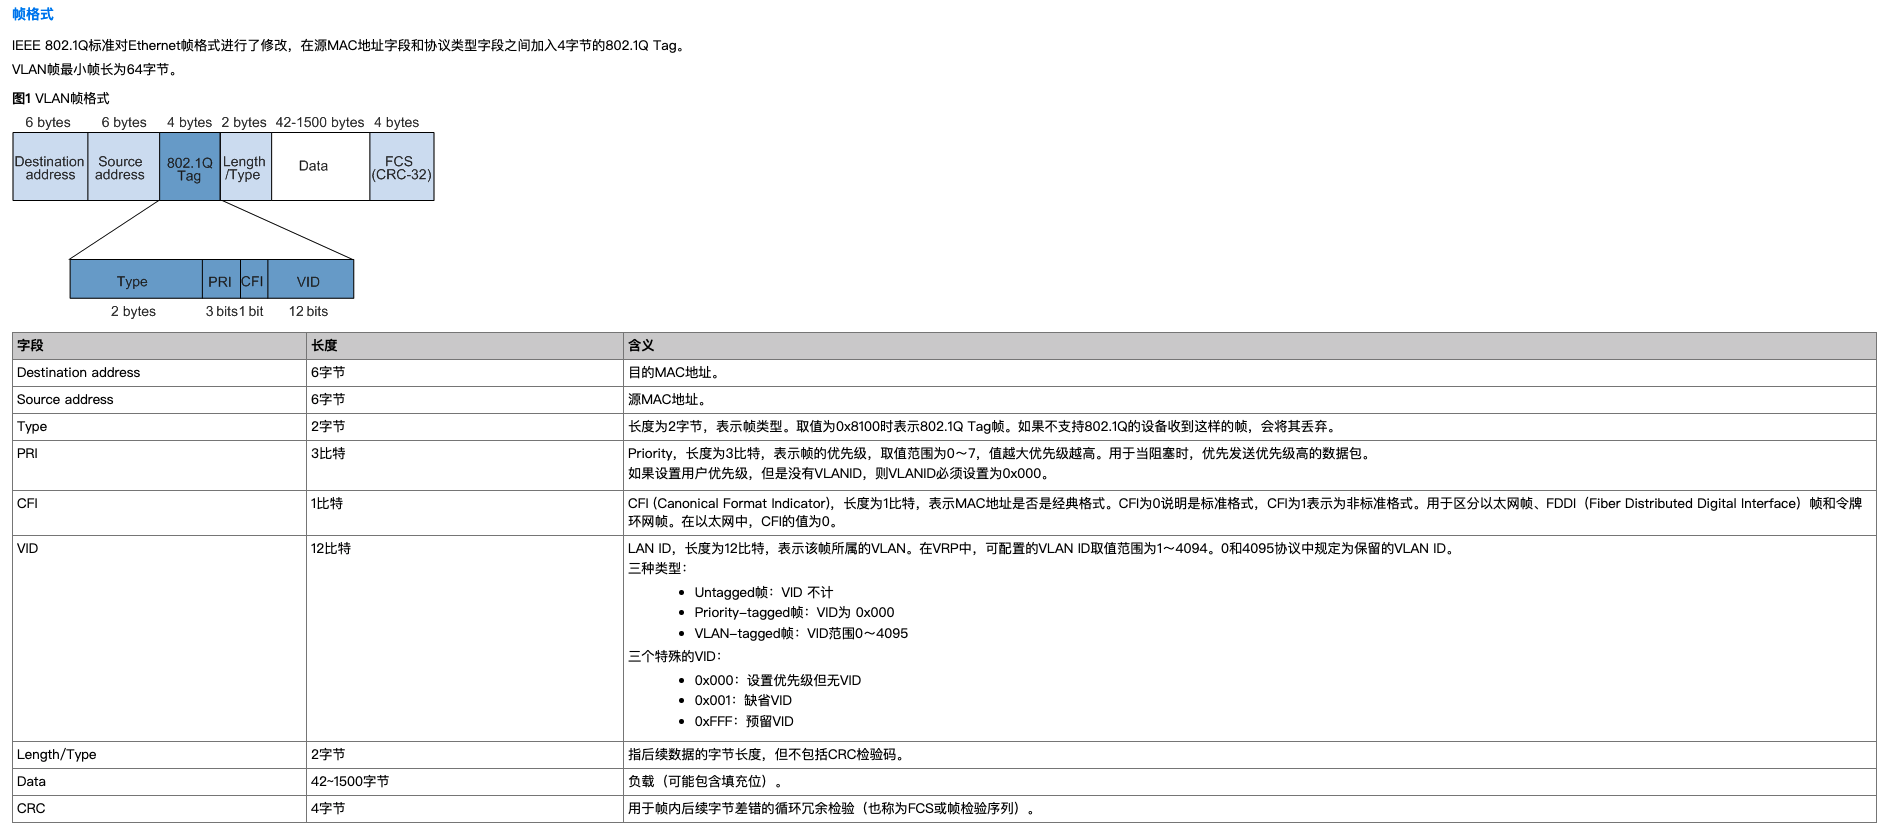 帧格式
IEEE 802.1Q标准对Ethernet帧格式进行了修改，在源MAC地址字段和协议类型字段之间加入4字节的802.1Q Tag。
VLAN帧最小帧长为64字节。
图1 VLAN帧格式
6 bytes 6 bytes 4 bytes 2 bytes 42-1500 bytes 4 bytes
Destination address
Source address
802.1Q Tag
Length /Type
Data
FCS (CRC-32)
Type PRI CFI VID
2 bytes 3 bits 1 bit 12 bits
字段 长度 含义
Destination address 6字节 目的MAC地址。
Source address 6字节 源MAC地址。
Type 2字节 长度为2字节，表示帧类型。取值为0x8100时表示802.1Q Tag帧。如果不支持802.1Q的设备收到这样的帧，会将其丢弃。
PRI 3比特 Priority，长度为3比特，表示帧的优先级，取值范围为0～7，值越大优先级越高。用于当阻塞时，优先发送优先级高的数据包。
如果设置用户优先级，但是没有VLANID，则VLANID必须设置为0x000。
CFI 1比特 CFI (Canonical Format Indicator)，长度为1比特，表示MAC地址是否是经典格式。CFI为0说明是标准格式，CFI为1表示为非标准格式。用于区分以太网帧、FDDI（Fiber Distributed Digital Interface）帧和令牌
环网帧。在以太网中，CFI的值为0。
VID 12比特 LAN ID，长度为12比特，表示该帧所属的VLAN。在VRP中，可配置的VLAN ID取值范围为1～4094。0和4095协议中规定为保留的VLAN ID。
三种类型：
• Untagged帧：VID 不计
• Priority-tagged帧：VID为 0x000
• VLAN-tagged帧：VID范围0～4095
三个特殊的VID：
• 0x000：设置优先级但无VID
• 0x001：缺省VID
• 0xFFF：预留VID
Length/Type 2字节 指后续数据的字节长度，但不包括CRC检验码。
Data 42~1500字节 负载（可能包含填充位）。
CRC 4字节 用于帧内后续字节差错的循环冗余检验（也称为FCS或帧检验序列）。